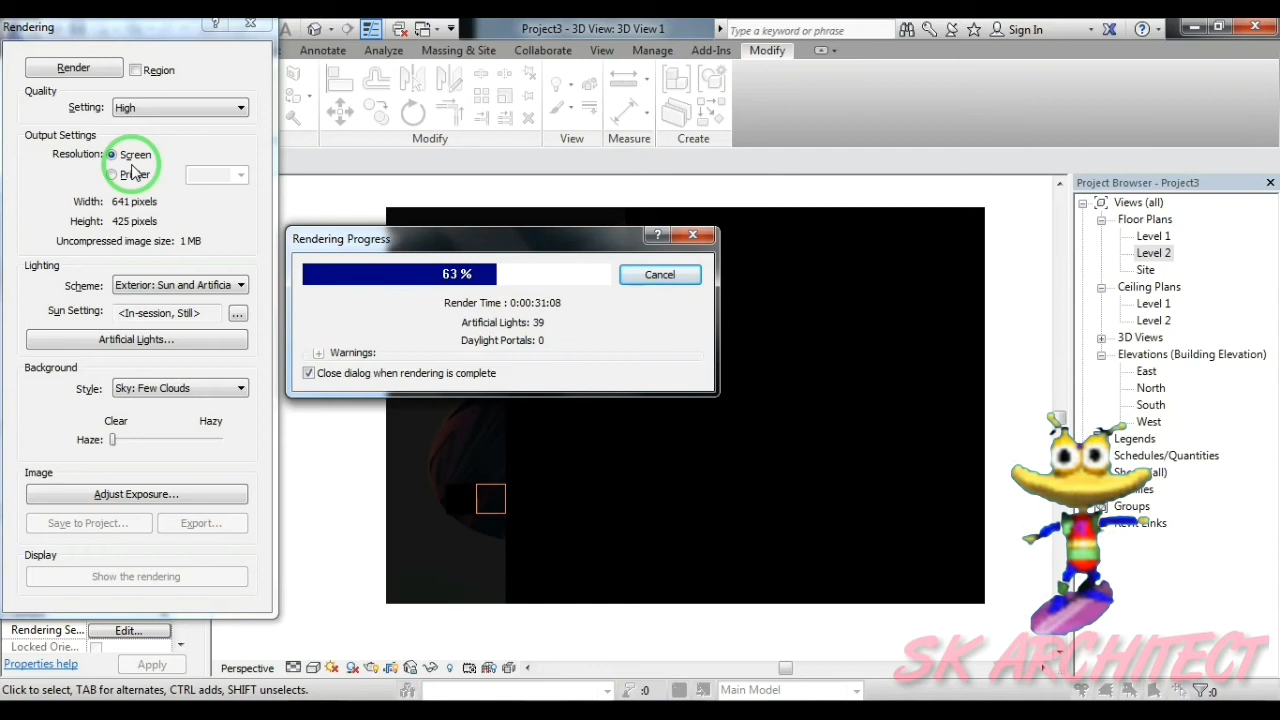 Rendering
Project3 - 3D View: 3D View 1
Type a keyword or phrase
Sign In
Annotate
Analyze
Massing & Site
Collaborate
View
Manage
Add-Ins
Modify
Render
Region
Quality
Setting: High
Output Settings
Resolution: Screen
Width: 641 pixels
Height: 425 pixels
Uncompressed image size: 1 MB
Lighting
Scheme: Exterior: Sun and Artificia
Sun Setting: <In-session, Still>
...
Artificial Lights...
Background
Style: Sky: Few Clouds
Clear Hazy
Haze:
Image
Adjust Exposure...
Save to Project... Export...
Display
Show the rendering
Modify
View
Measure
Create
Rendering Progress
63 %
Cancel
Render Time : 0:00:31:08
Artificial Lights: 39
Daylight Portals: 0
Warnings:
Close dialog when rendering is complete
Project Browser - Project3
Views (all)
Floor Plans
Level 1
Level 2
Site
Ceiling Plans
Level 1
Level 2
3D Views
Elevations (Building Elevation)
East
North
South
West
Legends
Schedules/Quantities
(all)
Groups
Revit Links
Rendering Se... Edit...
Locked Orie...
Properties help
Apply
Perspective
SK ARCHITECT
Click to select, TAB for alternates, CTRL adds, SHIFT unselects.
:0
Main Model
:0